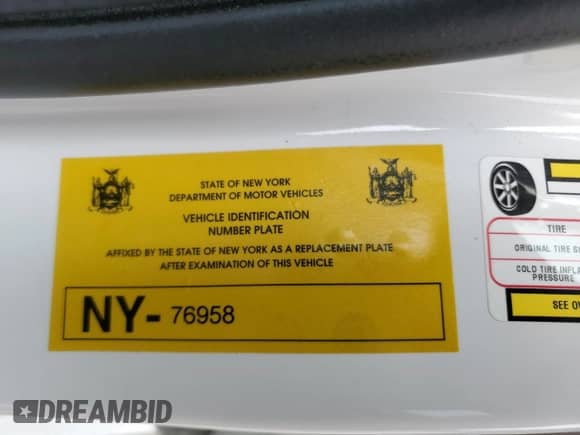 STATE OF NEW YORK
DEPARTMENT OF MOTOR VEHICLES
VEHICLE IDENTIFICATION
NUMBER PLATE
AFFIXED BY THE STATE OF NEW YORK AS A REPLACEMENT PLATE
AFTER EXAMINATION OF THIS VEHICLE
NY- 76958
TIRE
ORIGINAL TIRE
COLD TIRE
PRESSURE
SEE
DREAMBID